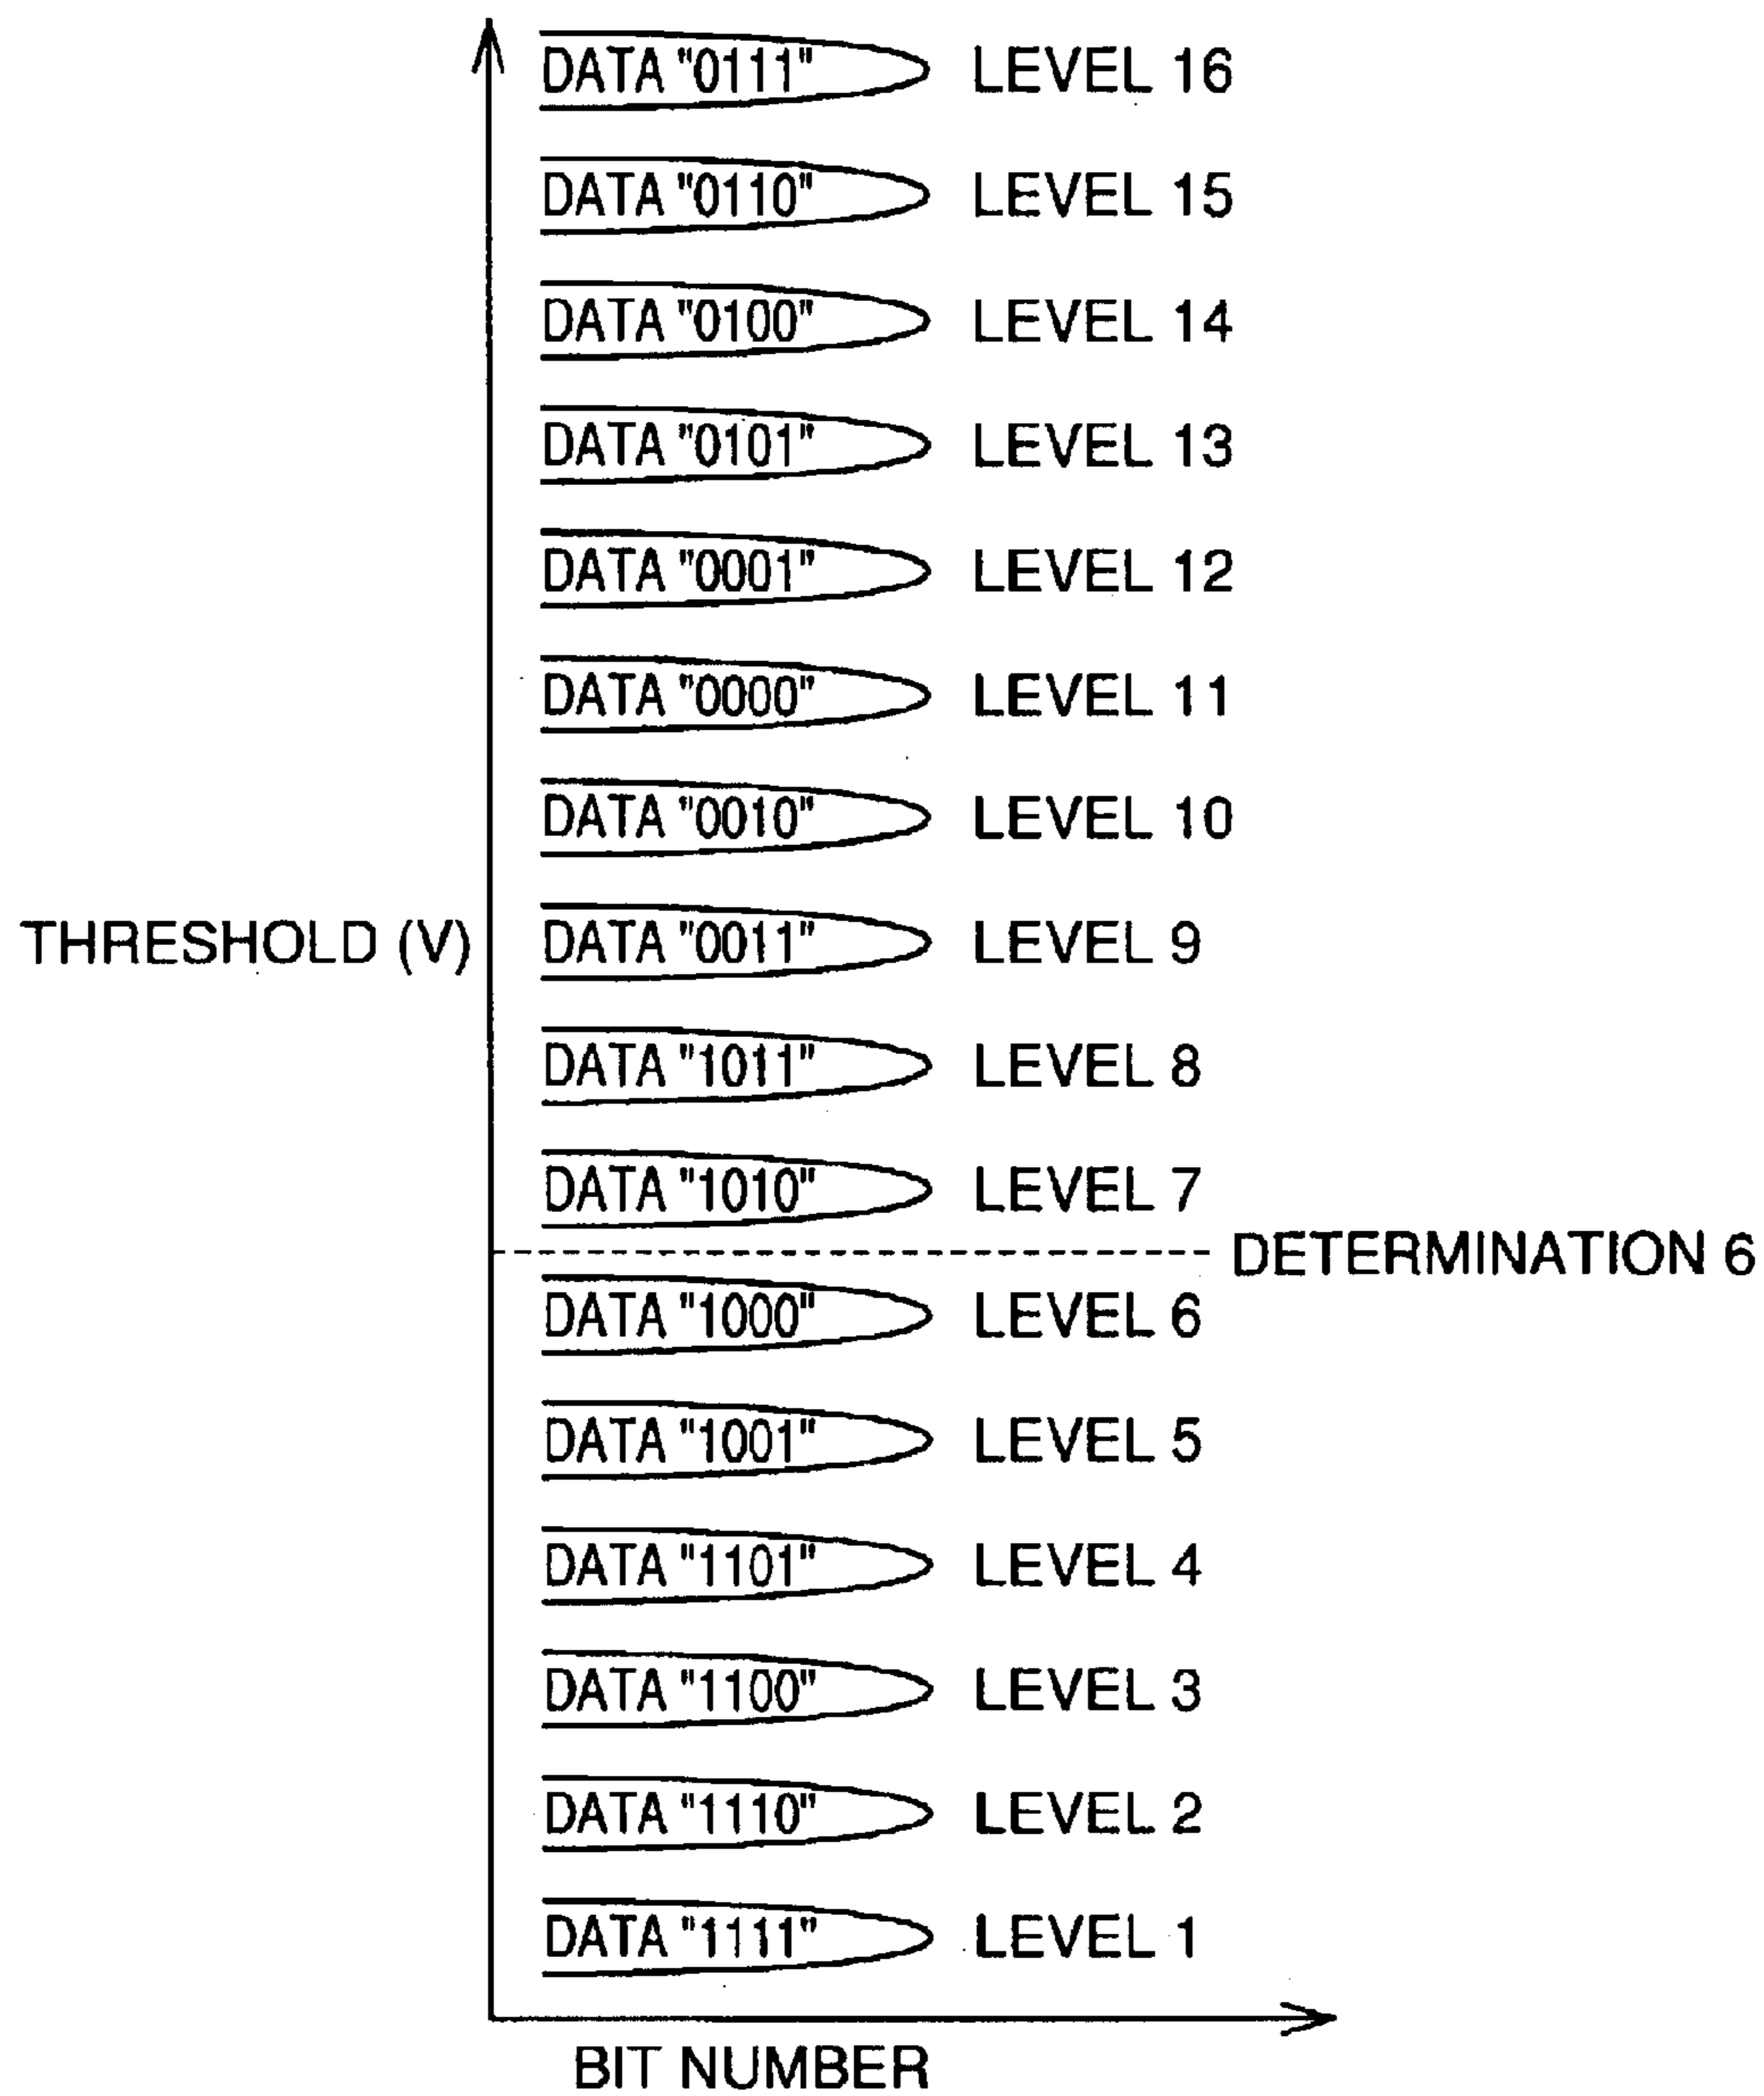 DATA "0111" LEVEL 16
DATA "0110" LEVEL 15
DATA "0100" LEVEL 14
DATA "0101" LEVEL 13
DATA "0001" LEVEL 12
DATA "0000" LEVEL 11
DATA "0010" LEVEL 10
THRESHOLD (V) DATA "0011" LEVEL 9
DATA "1011" LEVEL 8
DATA "1010" LEVEL 7
DETERMINATION 6
DATA "1000" LEVEL 6
DATA "1001" LEVEL 5
DATA "1101" LEVEL 4
DATA "1100" LEVEL 3
DATA "1110" LEVEL 2
DATA "1111" LEVEL 1
BIT NUMBER